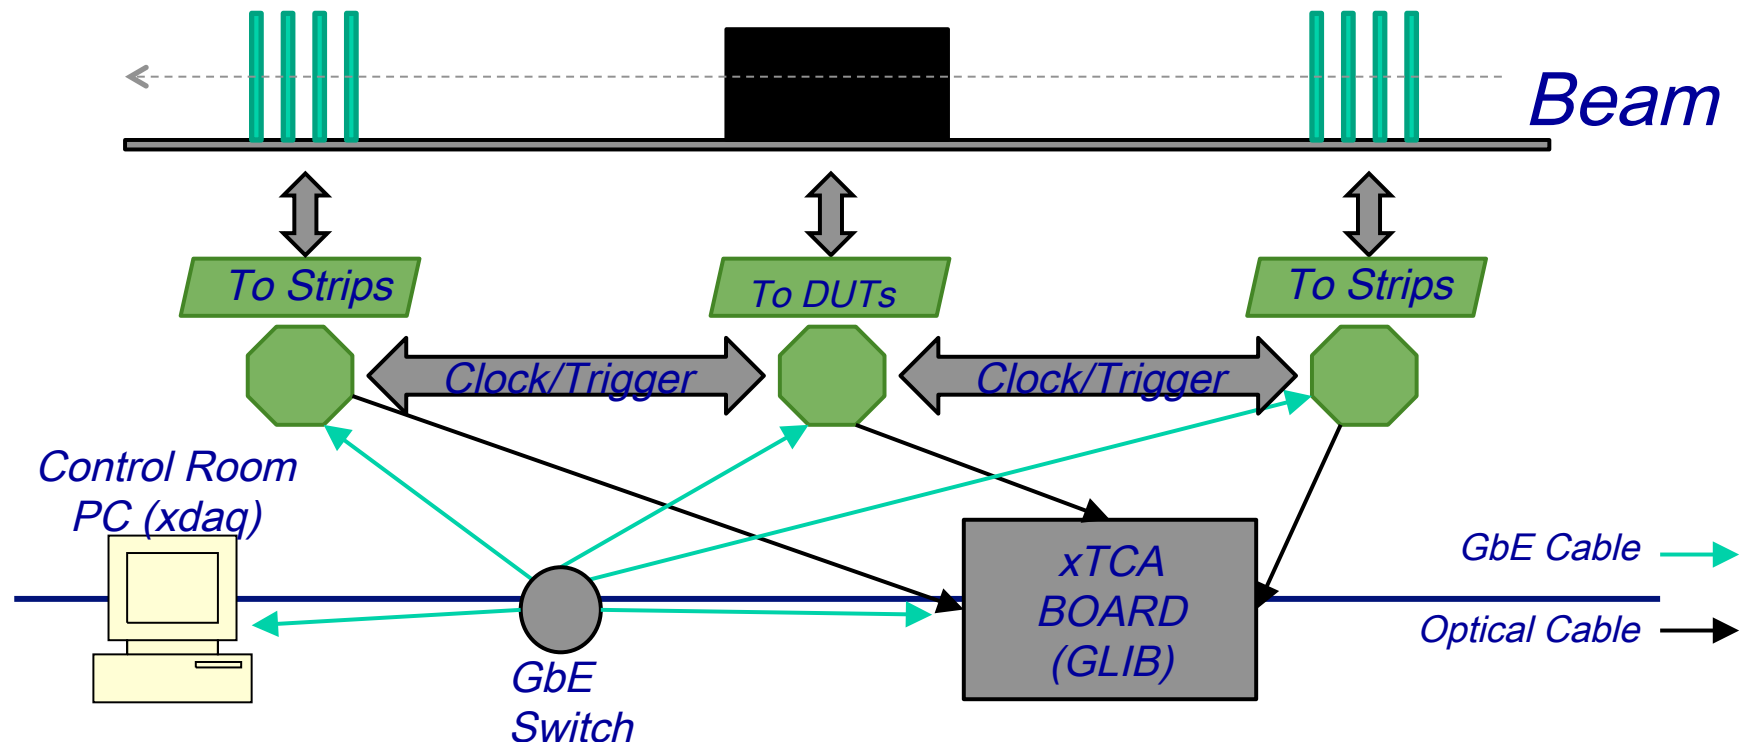 Beam
To Strips
To DUTs
To Strips
Clock/Trigger
Clock/Trigger
Control Room
PC (xdaq)
xTCA
BOARD
(GLIB)
GbE Cable
Optical Cable
GbE
Switch